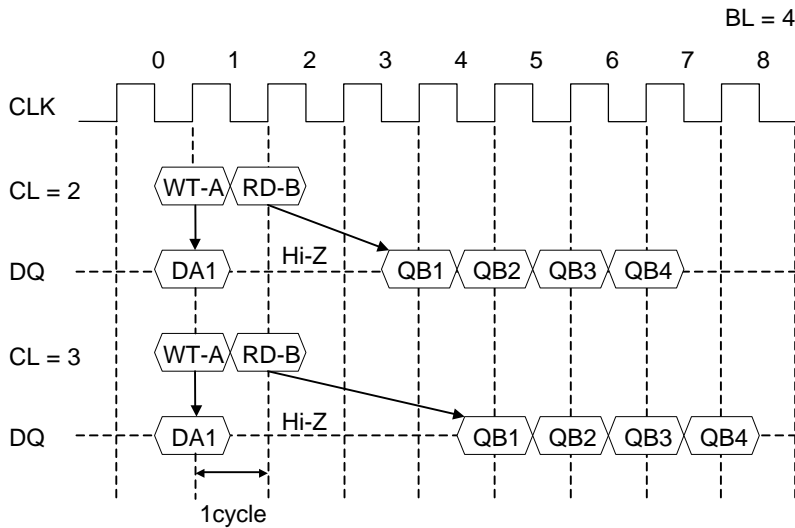 BL = 4
0 1 2 3 4 5 6 7 8
CLK
CL = 2 WT-A RD-B
DQ DA1 Hi-Z QB1 QB2 QB3 QB4
CL = 3 WT-A RD-B
DQ DA1 Hi-Z QB1 QB2 QB3 QB4
1cycle